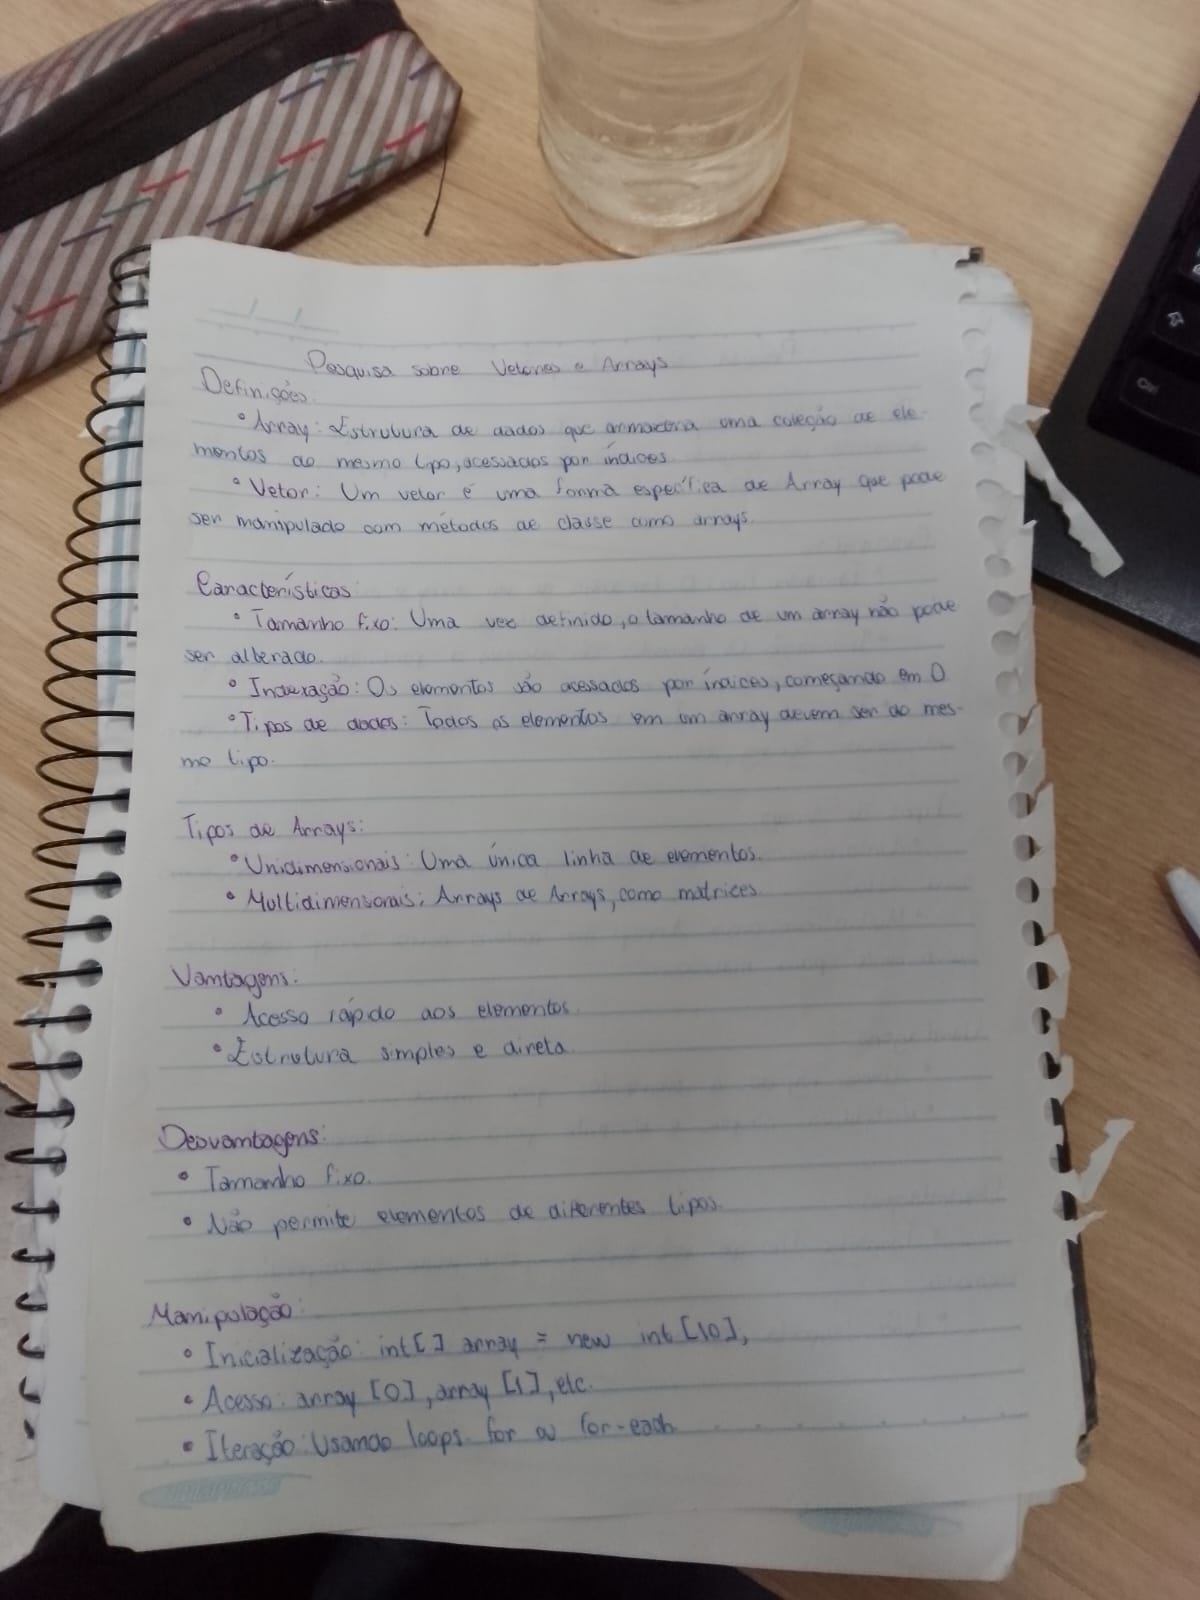 Pesquisa sobre Vetores e Arrays
Definições:
• Array: Estrutura de dados que armazena uma coleção de ele-
mentos do mesmo tipo, acessados por índices.
• Vetor: Um vetor é uma forma específica de Array que pode
ser manipulado com métodos de classe como arrays.
Características:
• Tamanho fixo: Uma vez definido, o tamanho de um array não pode
ser alterado.
• Indexação: Os elementos são acessados por índices, começando em 0
• Tipos de dados: Todos os elementos em um array devem ser do mes-
mo tipo.
Tipos de Arrays:
• Unidimensionais: Uma única linha de elementos.
• Multidimensionais: Arrays de Arrays, como matrices
Vantagens:
• Acesso rápido aos elementos.
• Estrutura simples e direta.
Desvantagens:
• Tamanho fixo.
• Não permite elementos de diferentes tipos.
Manipulação:
• Inicialização: int[] array = new int [10],
• Acesso: array [0], array [1], etc.
• Iteração: Usando loops for ou for-each
Ctrl